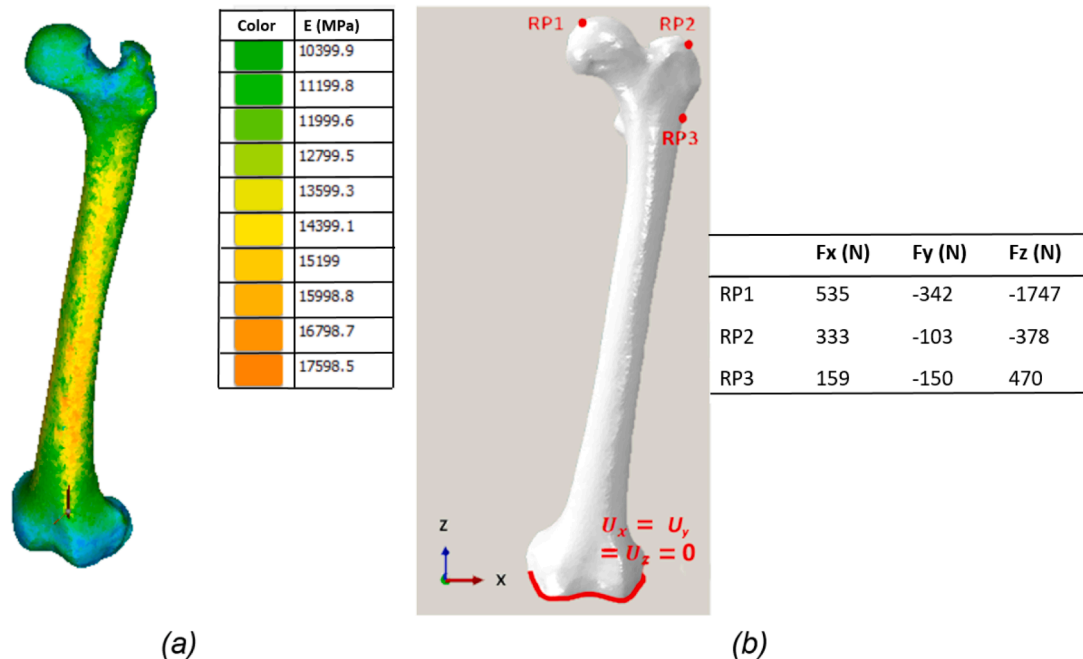 Color E (MPa)
10399.9
11199.8
11999.6
12799.5
13599.3
14399.1
15199
15998.8
16798.7
17598.5
RP1
RP2
RP3
Ux = Uy
= Uz = 0
Z
X
Fx (N) Fy (N) Fz (N)
RP1 535 -342 -1747
RP2 333 -103 -378
RP3 159 -150 470
(a)
(b)